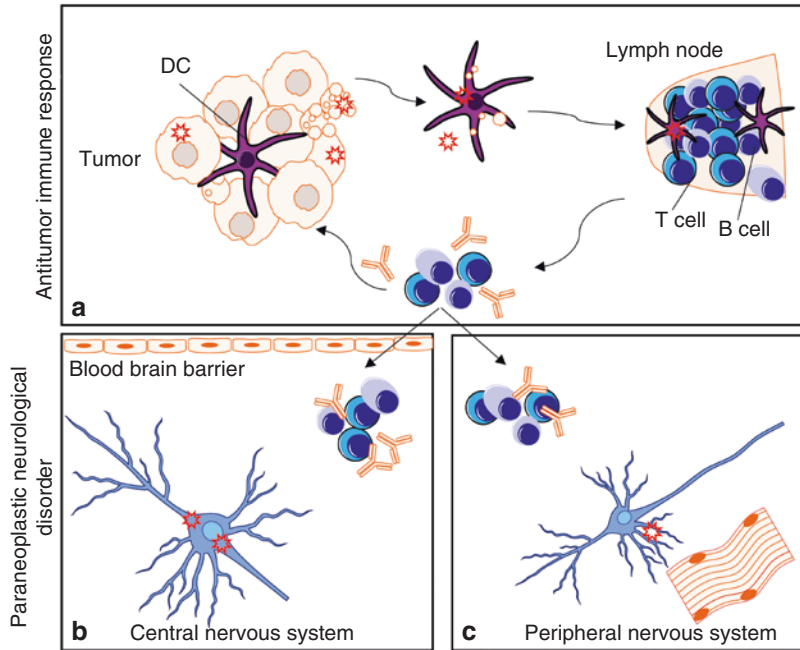 Antitumor immune response
DC
Lymph node
Tumor
T cell
B cell
a
Paraneoplastic neurological
disorder
Blood brain barrier
b
Central nervous system
c
Peripheral nervous system